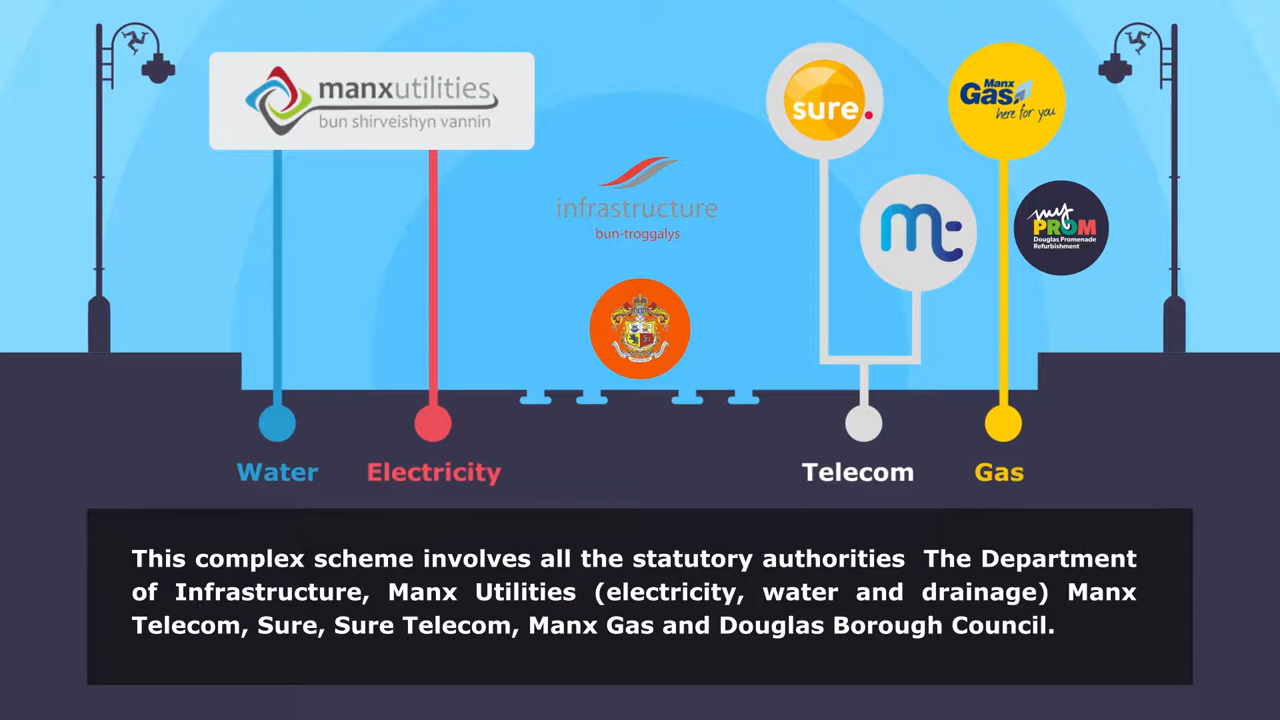 manxutilities
bun shirveishyn vannin
sure.
Manx
Gas
here for you
infrastructure
bun-troggalys
mt
my
PROM
Douglas Promenade
Refurbishment
Water
Electricity
Telecom
Gas
This complex scheme involves all the statutory authorities The Department
of Infrastructure, Manx Utilities (electricity, water and drainage) Manx
Telecom, Sure, Sure Telecom, Manx Gas and Douglas Borough Council.